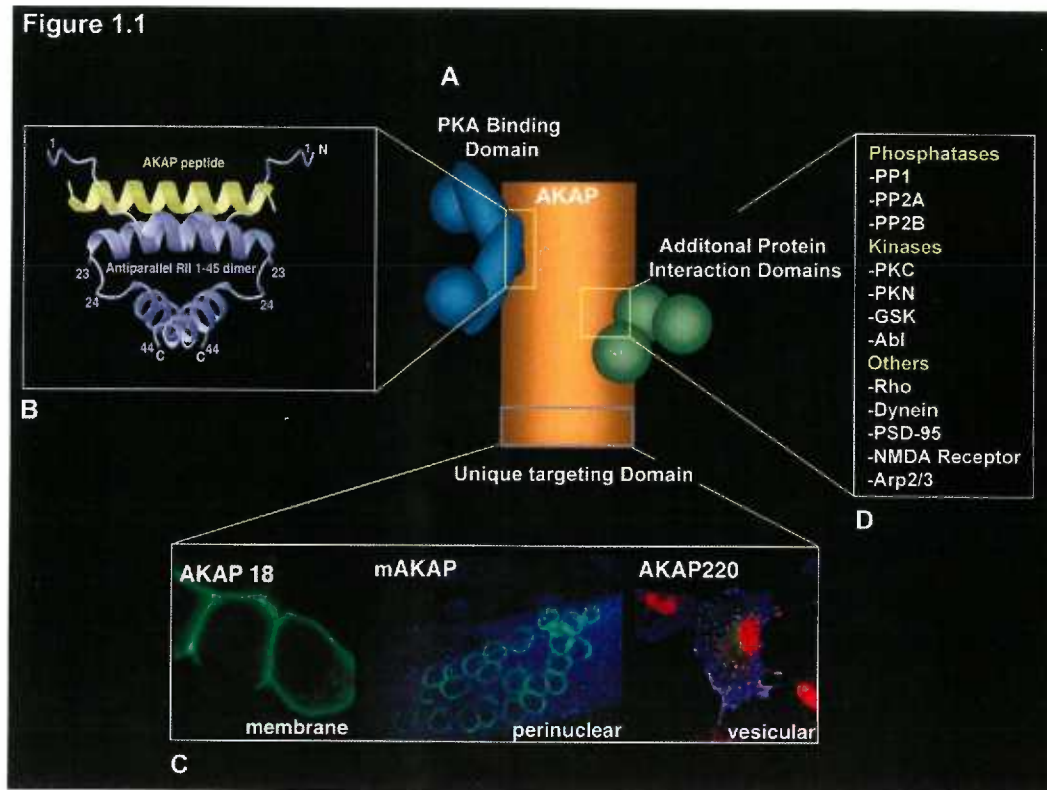 Figure 1.1
A
PKA Binding
Domain
AKAP
Additonal Protein
Interaction Domains
Unique targeting Domain
1
1 N
AKAP peptide
Antiparallel RII 1-45 dimer
23
23
24
24
44 C
C 44
B
Phosphatases
-PP1
-PP2A
-PP2B
Kinases
-PKC
-PKN
-GSK
-Abl
Others
-Rho
-Dynein
-PSD-95
-NMDA Receptor
-Arp2/3
D
AKAP 18
membrane
mAKAP
perinuclear
AKAP220
vesicular
C